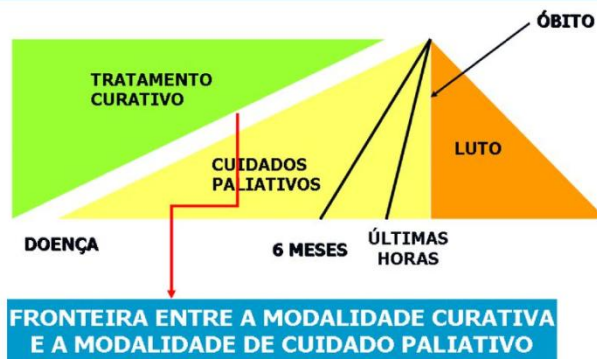 ÓBITO
TRATAMENTO
CURATIVO
CUIDADOS
PALIATIVOS
LUTO
DOENÇA
6 MESES
ÚLTIMAS
HORAS
FRONTEIRA ENTRE A MODALIDADE CURATIVA
E A MODALIDADE DE CUIDADO PALIATIVO